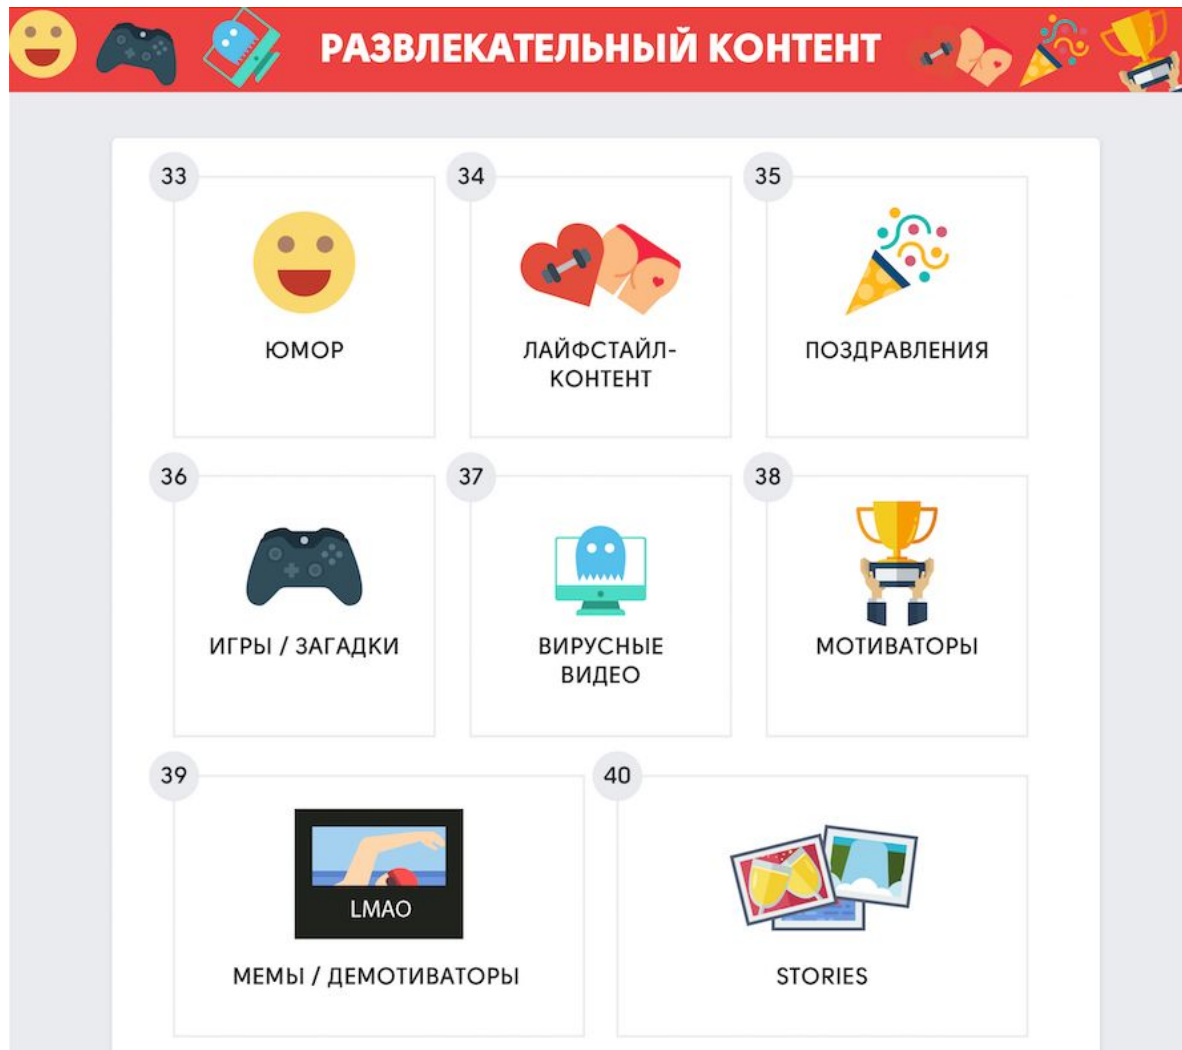 РАЗВЛЕКАТЕЛЬНЫЙ КОНТЕНТ
33
ЮМОР
34
ЛАЙФСТАЙЛ-
КОНТЕНТ
35
ПОЗДРАВЛЕНИЯ
36
ИГРЫ / ЗАГАДКИ
37
ВИРУСНЫЕ
ВИДЕО
38
МОТИВАТОРЫ
39
LMAO
МЕМЫ / ДЕМОТИВАТОРЫ
40
STORIES